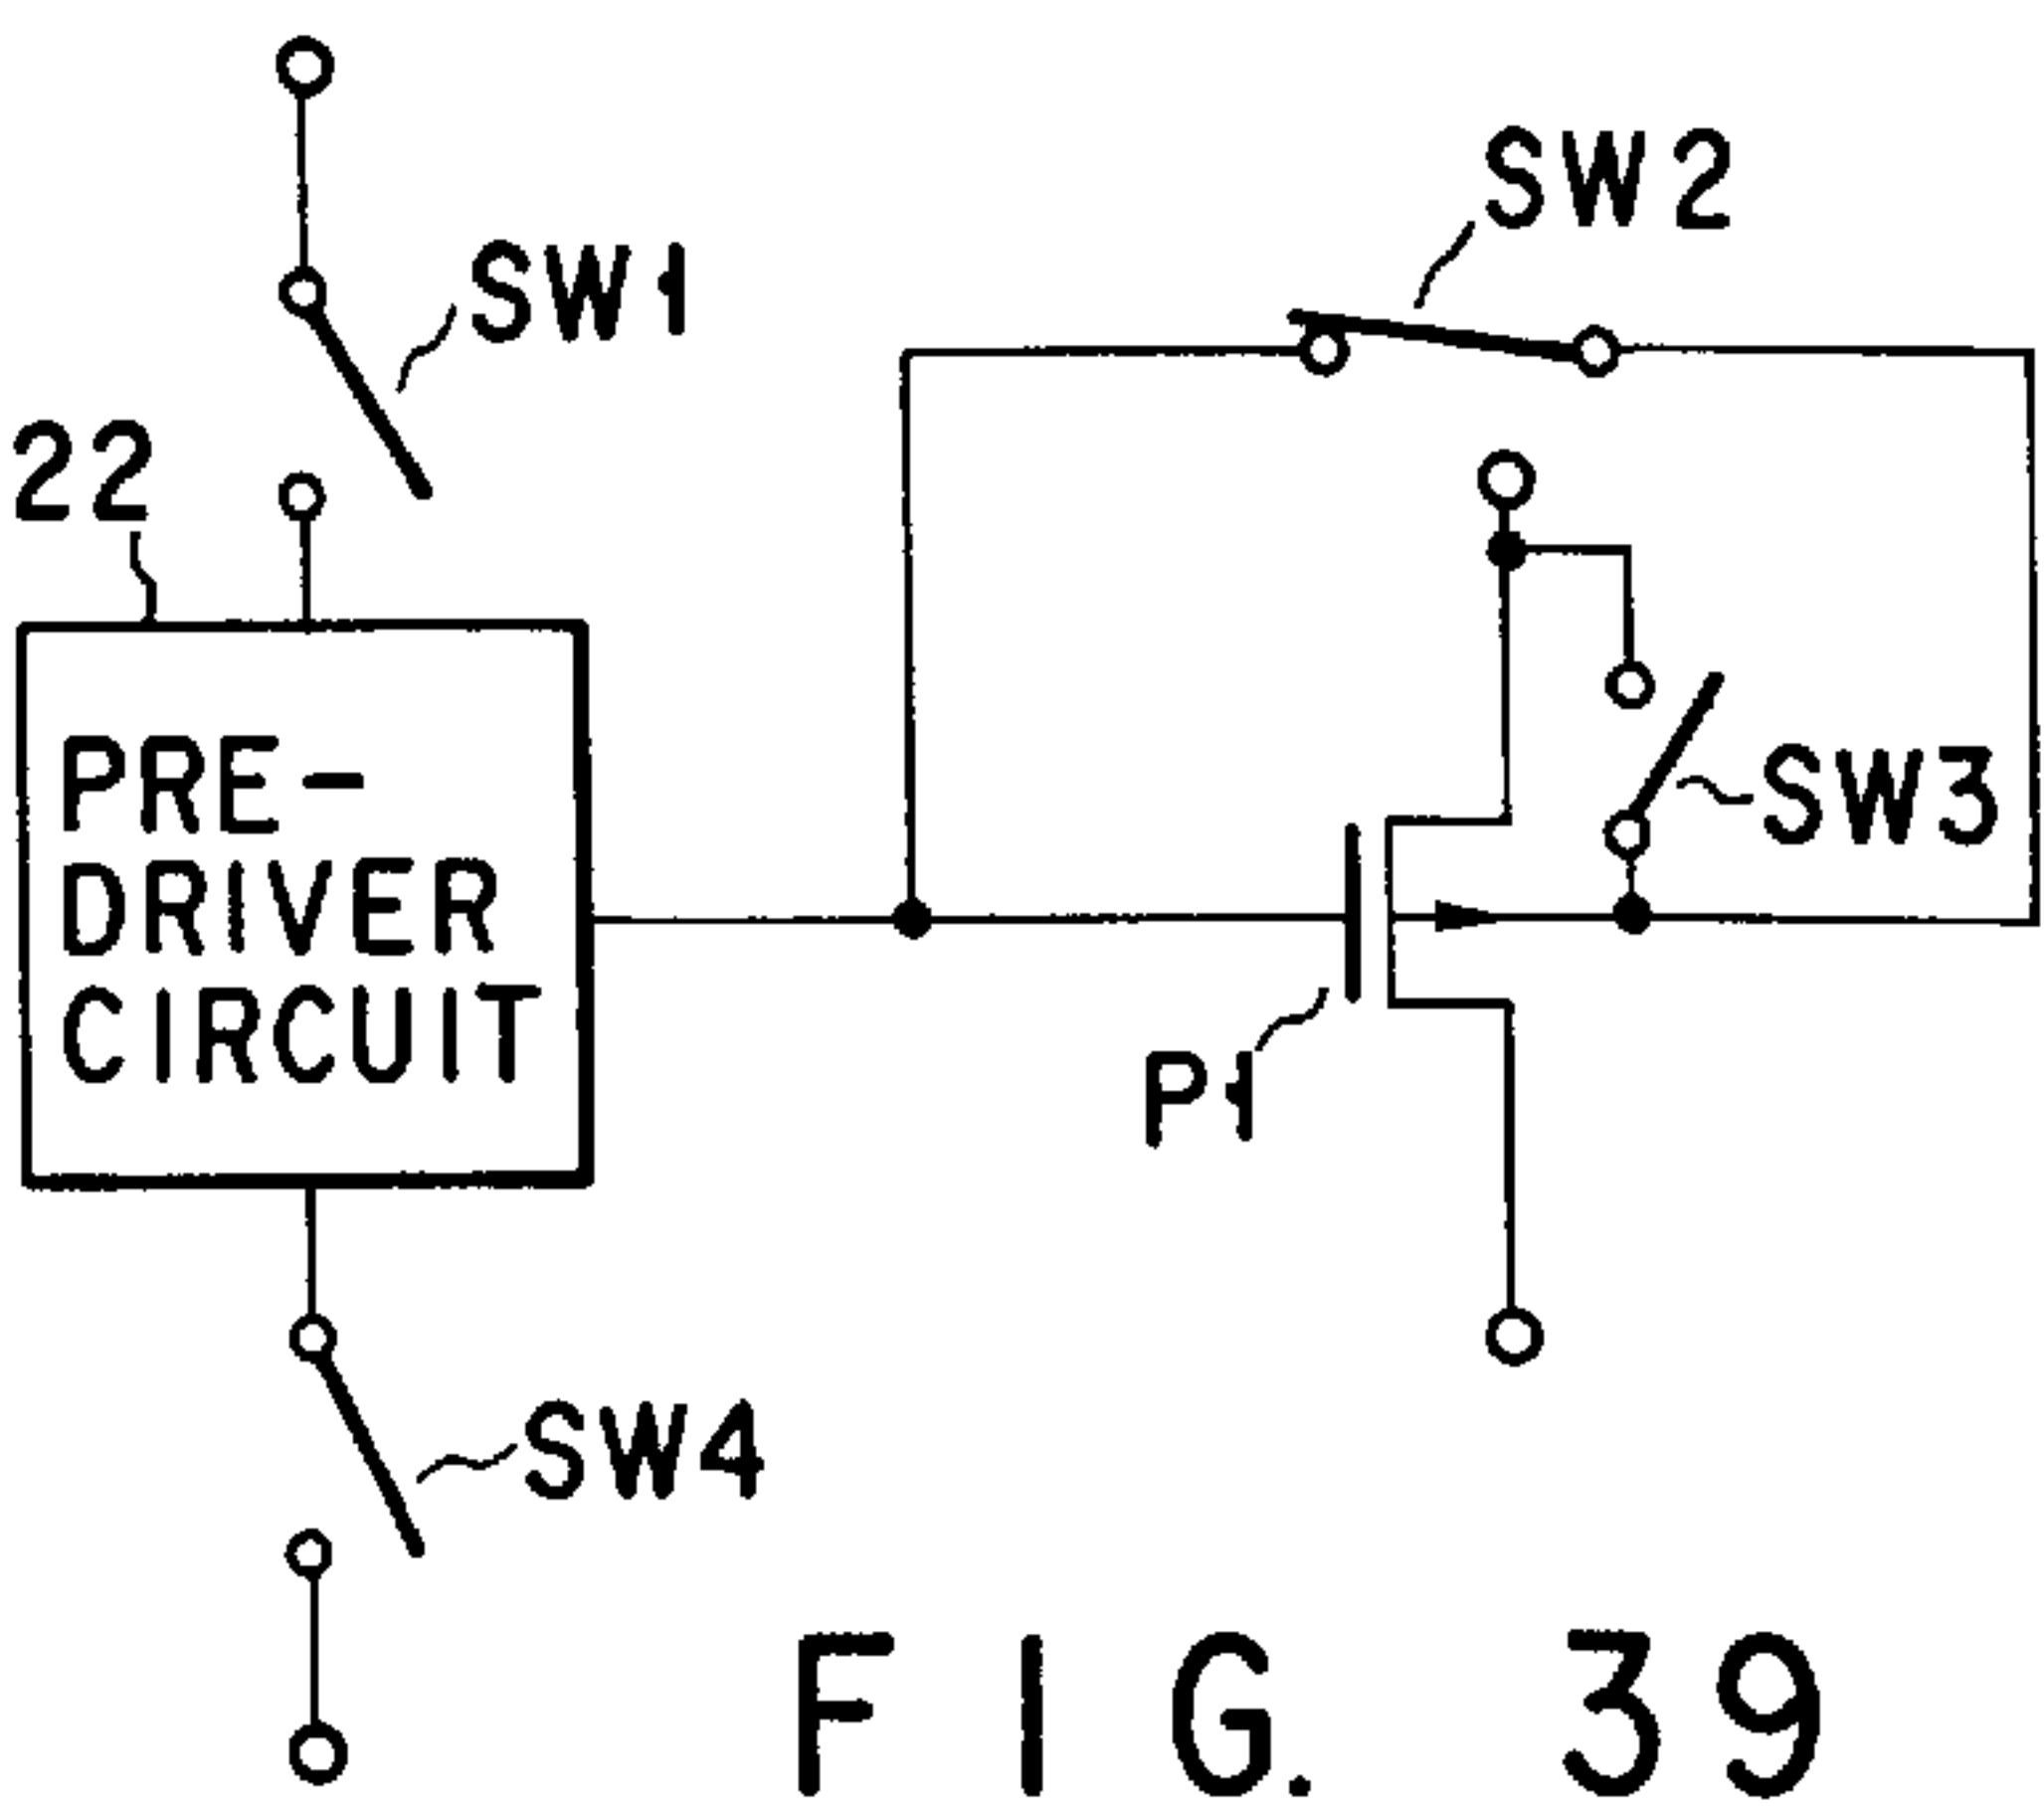 SW2
SW1
22
PRE-
DRIVER
CIRCUIT
SW3
P1
SW4
FIG. 39